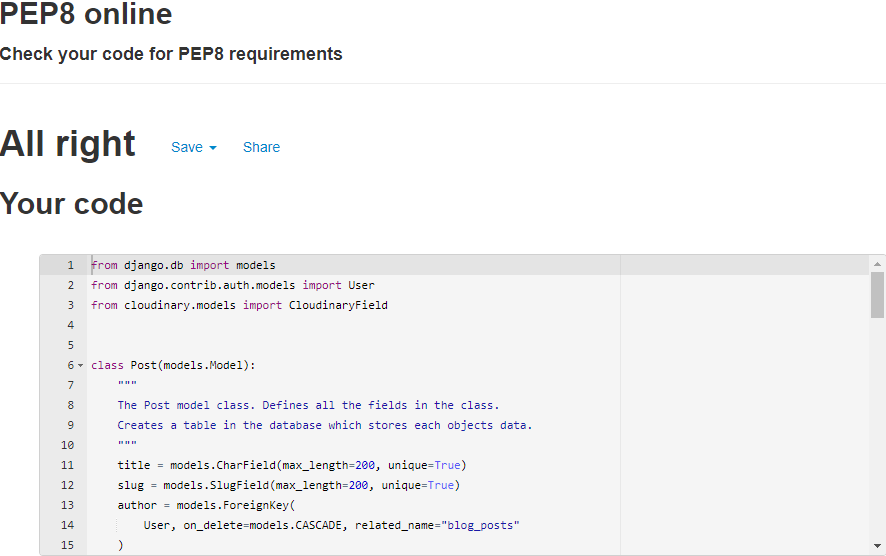 PEP8 online
Check your code for PEP8 requirements
All right Save Share
Your code
1 from django.db import models
2 from django.contrib.auth.models import User
3 from cloudinary.models import CloudinaryField
4
5
6 class Post(models.Model):
7     """
8     The Post model class. Defines all the fields in the class.
9     Creates a table in the database which stores each objects data.
10     """
11     title = models.CharField(max_length=200, unique=True)
12     slug = models.SlugField(max_length=200, unique=True)
13     author = models.ForeignKey(
14         User, on_delete=models.CASCADE, related_name="blog_posts"
15     )